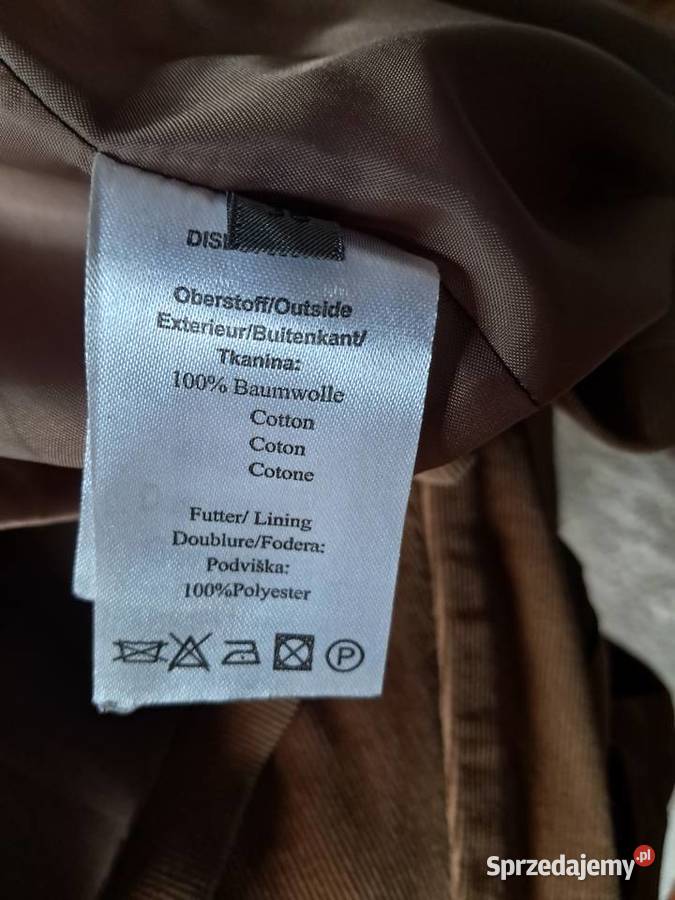 Oberstoff/Outside
Exterieur/Buitenkant/
Tkanina:
100% Baumwolle
Cotton
Coton
Cotone
Futter/ Lining
Doublure/Fodera:
Podviška:
100%Polyester
P
Sprzedajemy.pl